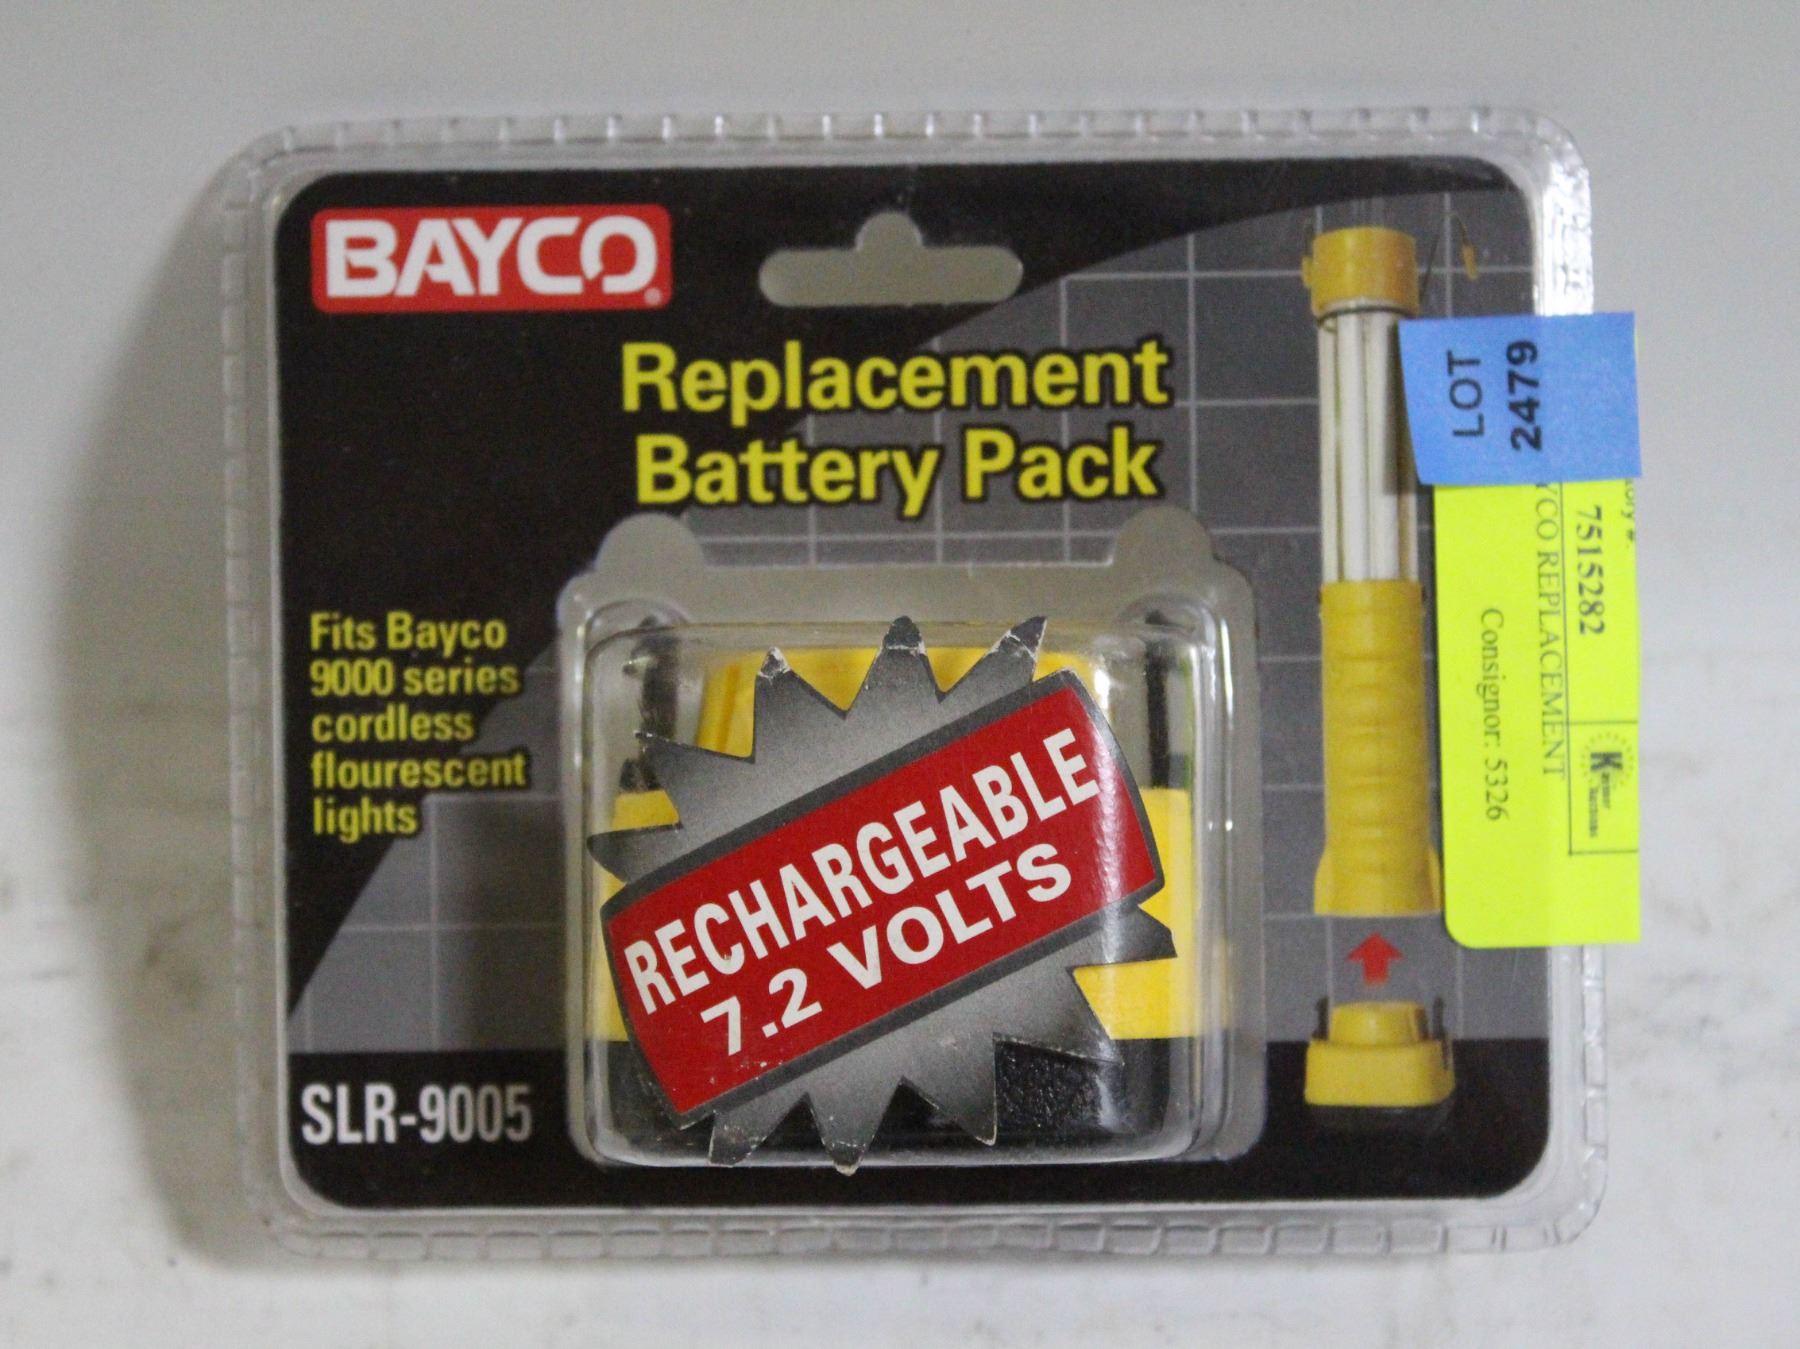 BAYCO®
Replacement
Battery Pack
Fits Bayco
9000 series
cordless
flourescent
lights
RECHARGEABLE
7.2 VOLTS
SLR-9005
LOT
2479
7515282
YCO REPLACEMENT
Consignor: 5326